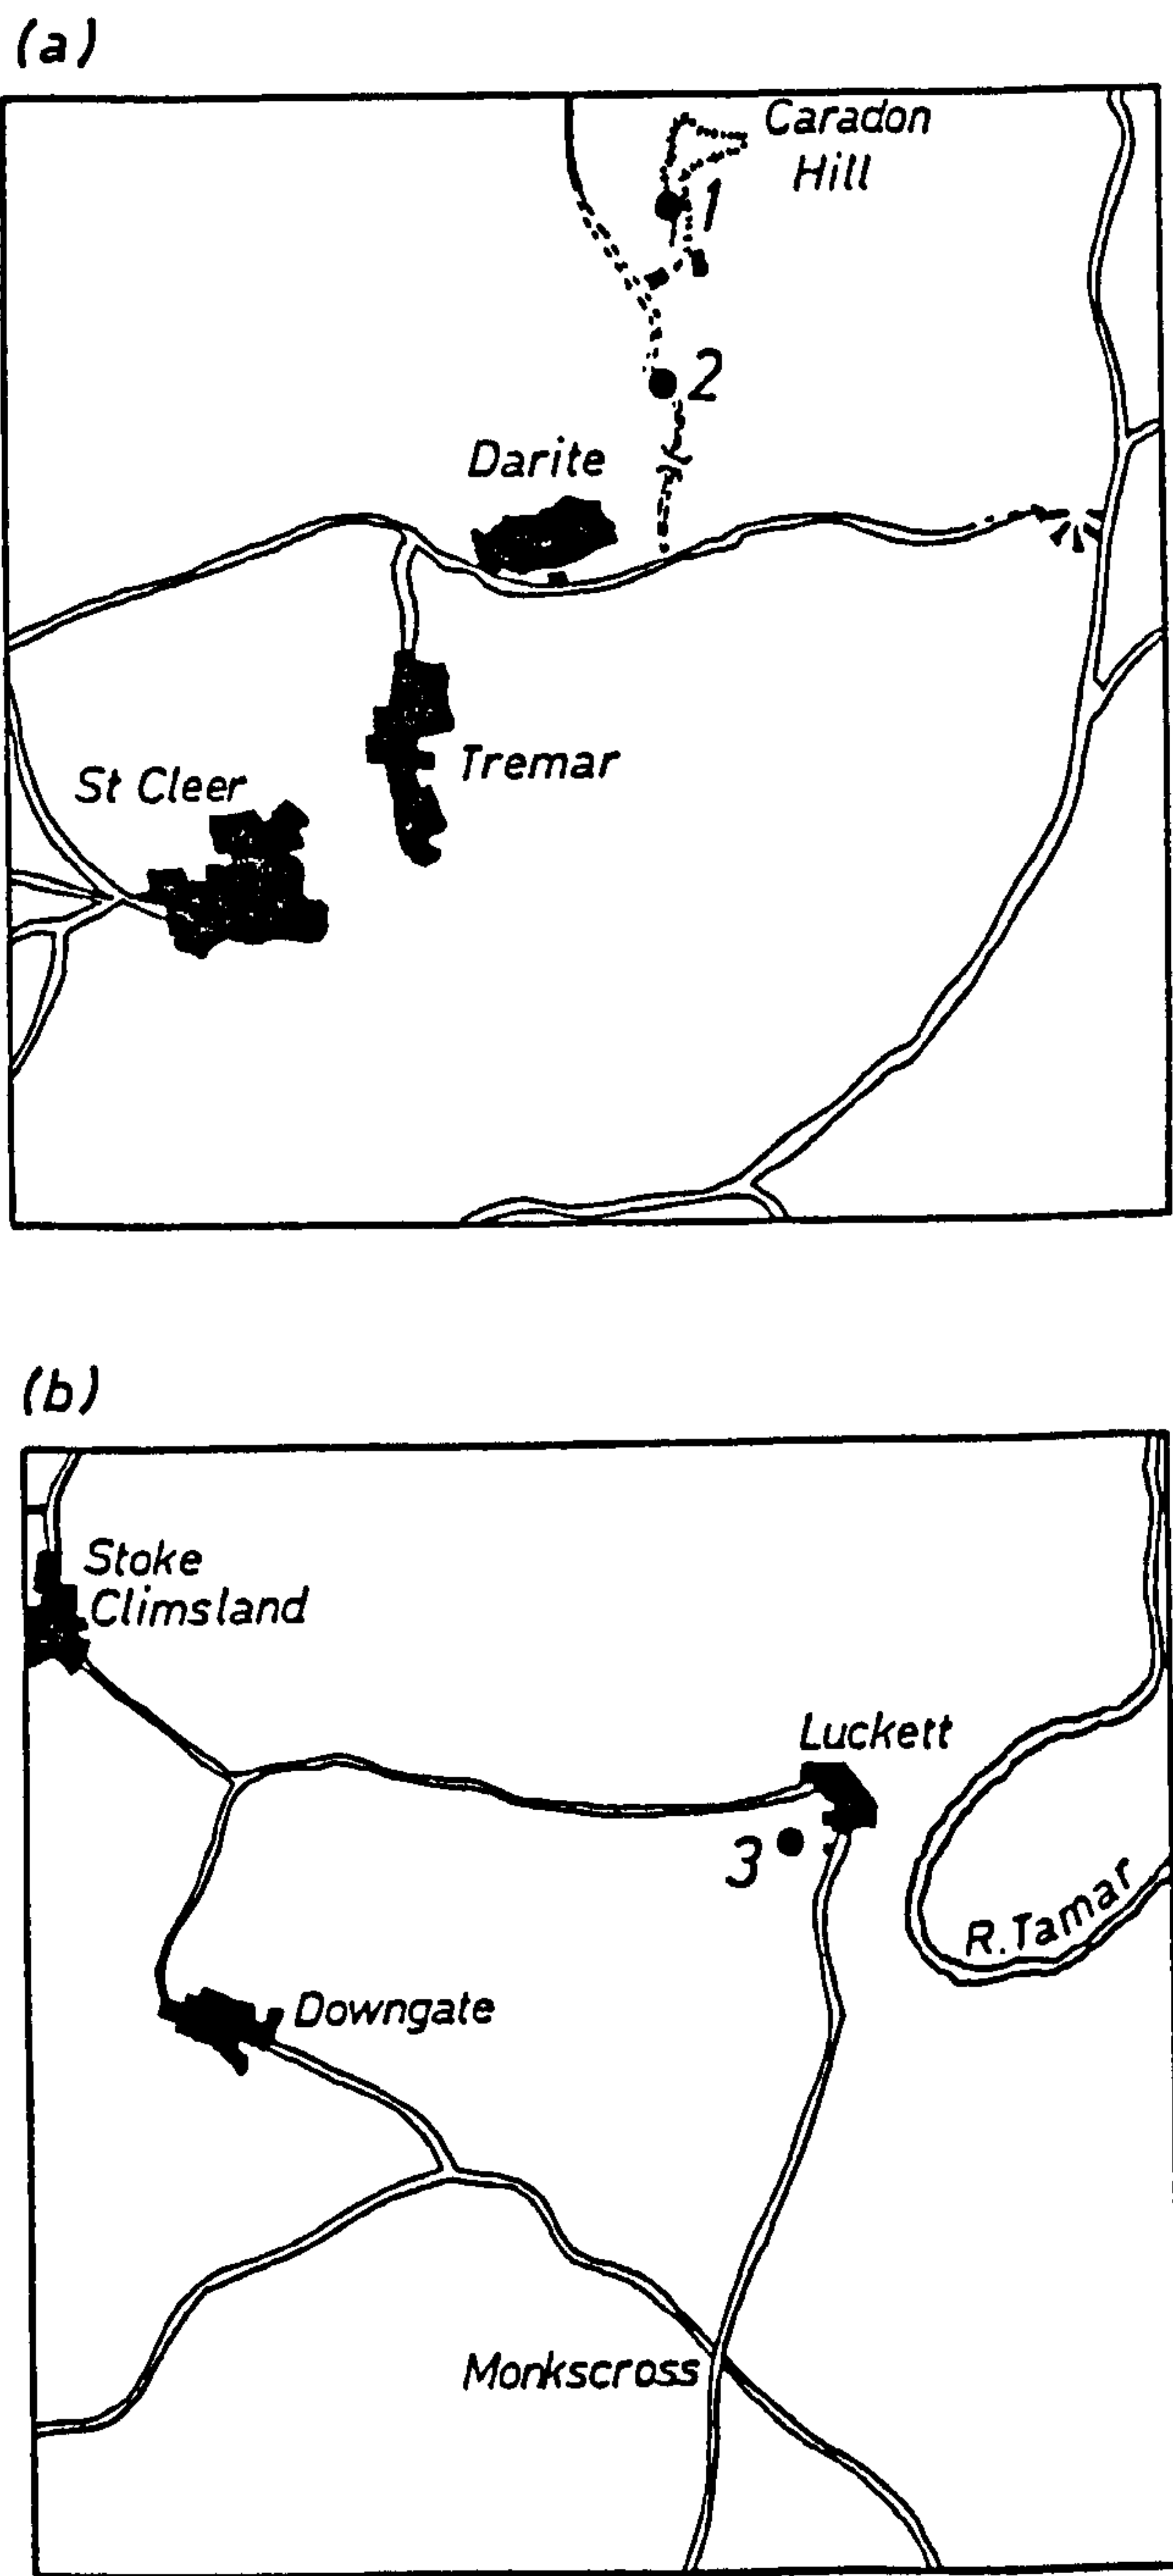 (a)
Caradon
Hill
1
2
Darite
Tremar
St Cleer
(b)
Stoke
Climsland
Luckett
3
R. Tamar
Downgate
Monkscross